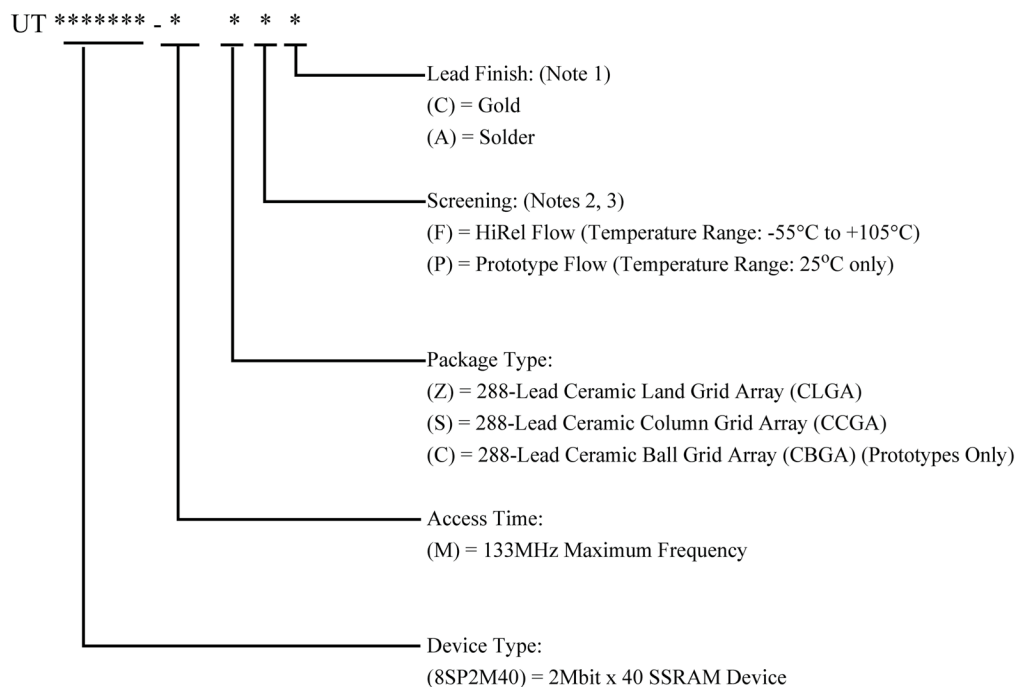 UT ******* - * * * *
Lead Finish: (Note 1)
(C) = Gold
(A) = Solder
Screening: (Notes 2, 3)
(F) = HiRel Flow (Temperature Range: -55°C to +105°C)
(P) = Prototype Flow (Temperature Range: 25°C only)
Package Type:
(Z) = 288-Lead Ceramic Land Grid Array (CLGA)
(S) = 288-Lead Ceramic Column Grid Array (CCGA)
(C) = 288-Lead Ceramic Ball Grid Array (CBGA) (Prototypes Only)
Access Time:
(M) = 133MHz Maximum Frequency
Device Type:
(8SP2M40) = 2Mbit x 40 SSRAM Device